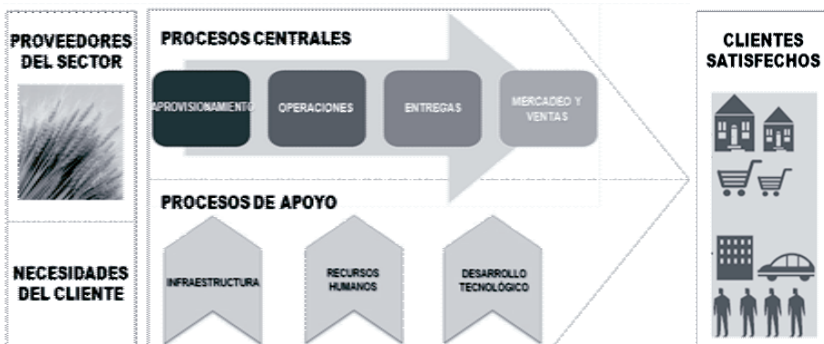 PROVEEDORES
DEL SECTOR
NECESIDADES
DEL CLIENTE
PROCESOS CENTRALES
APROVISIONAMIENTO
OPERACIONES
ENTREGAS
MERCADEO Y
VENTAS
PROCESOS DE APOYO
INFRAESTRUCTURA
RECURSOS
HUMANOS
DESARROLLO
TECNOLÓGICO
CLIENTES
SATISFECHOS